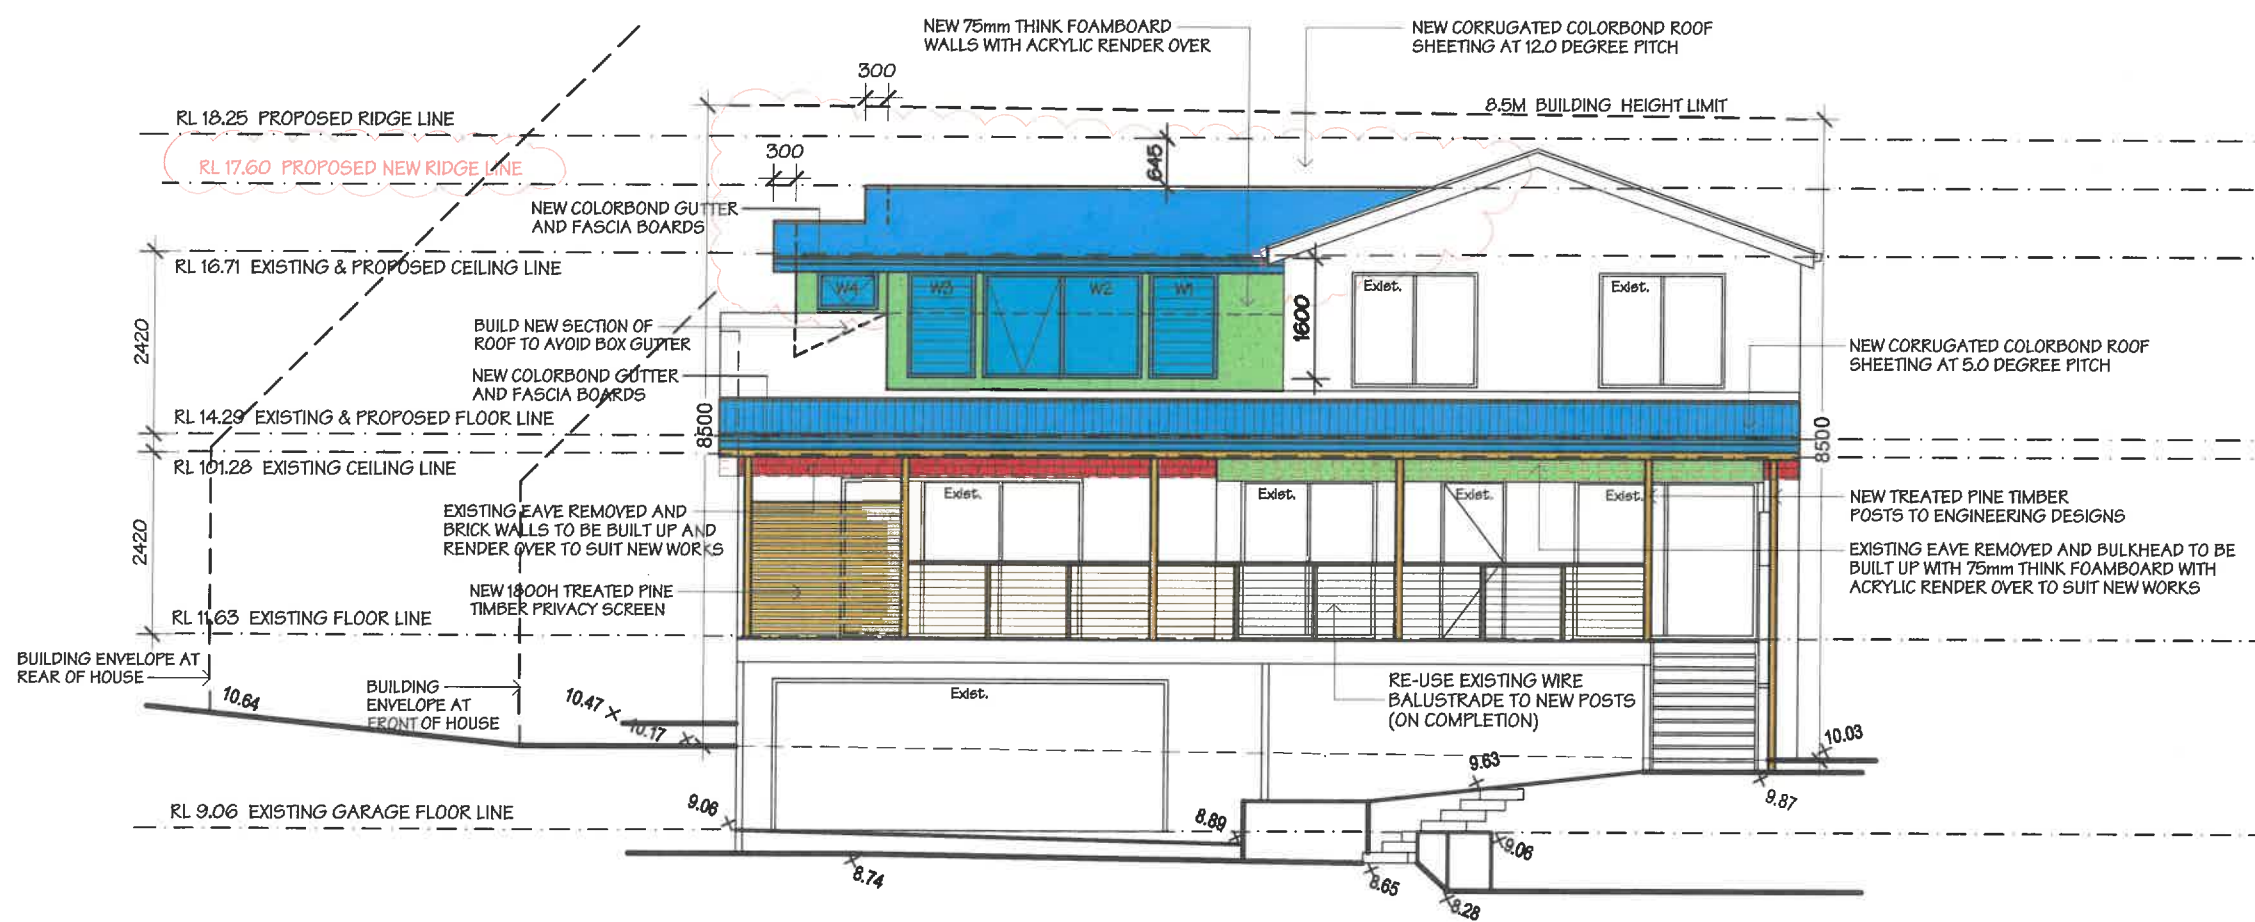 NEW 75mm THINK FOAMBOARD
WALLS WITH ACRYLIC RENDER OVER
NEW CORRUGATED COLORBOND ROOF
SHEETING AT 12.0 DEGREE PITCH
300
8.5M BUILDING HEIGHT LIMIT
RL 18.25 PROPOSED RIDGE LINE
RL 17.60 PROPOSED NEW RIDGE LINE
300
645
NEW COLORBOND GUTTER
AND FASCIA BOARDS
RL 16.71 EXISTING & PROPOSED CEILING LINE
W4
W3
W2
W1
Exist.
Exist.
1600
2420
BUILD NEW SECTION OF
ROOF TO AVOID BOX GUTTER
NEW CORRUGATED COLORBOND ROOF
SHEETING AT 5.0 DEGREE PITCH
NEW COLORBOND GUTTER
AND FASCIA BOARDS
RL 14.29 EXISTING & PROPOSED FLOOR LINE
8500
8500
RL 101.28 EXISTING CEILING LINE
Exist.
Exist.
Exist.
Exist.
NEW TREATED PINE TIMBER
POSTS TO ENGINEERING DESIGNS
EXISTING EAVE REMOVED AND
BRICK WALLS TO BE BUILT UP AND
RENDER OVER TO SUIT NEW WORKS
2420
EXISTING EAVE REMOVED AND BULKHEAD TO BE
BUILT UP WITH 75mm THINK FOAMBOARD WITH
ACRYLIC RENDER OVER TO SUIT NEW WORKS
NEW 1800H TREATED PINE
TIMBER PRIVACY SCREEN
RL 11.63 EXISTING FLOOR LINE
BUILDING ENVELOPE AT
REAR OF HOUSE
BUILDING
ENVELOPE AT
FRONT OF HOUSE
10.64
10.47
10.17
Exist.
RE-USE EXISTING WIRE
BALUSTRADE TO NEW POSTS
(ON COMPLETION)
10.03
9.63
9.87
RL 9.06 EXISTING GARAGE FLOOR LINE
9.06
8.89
9.06
8.74
8.65
8.28